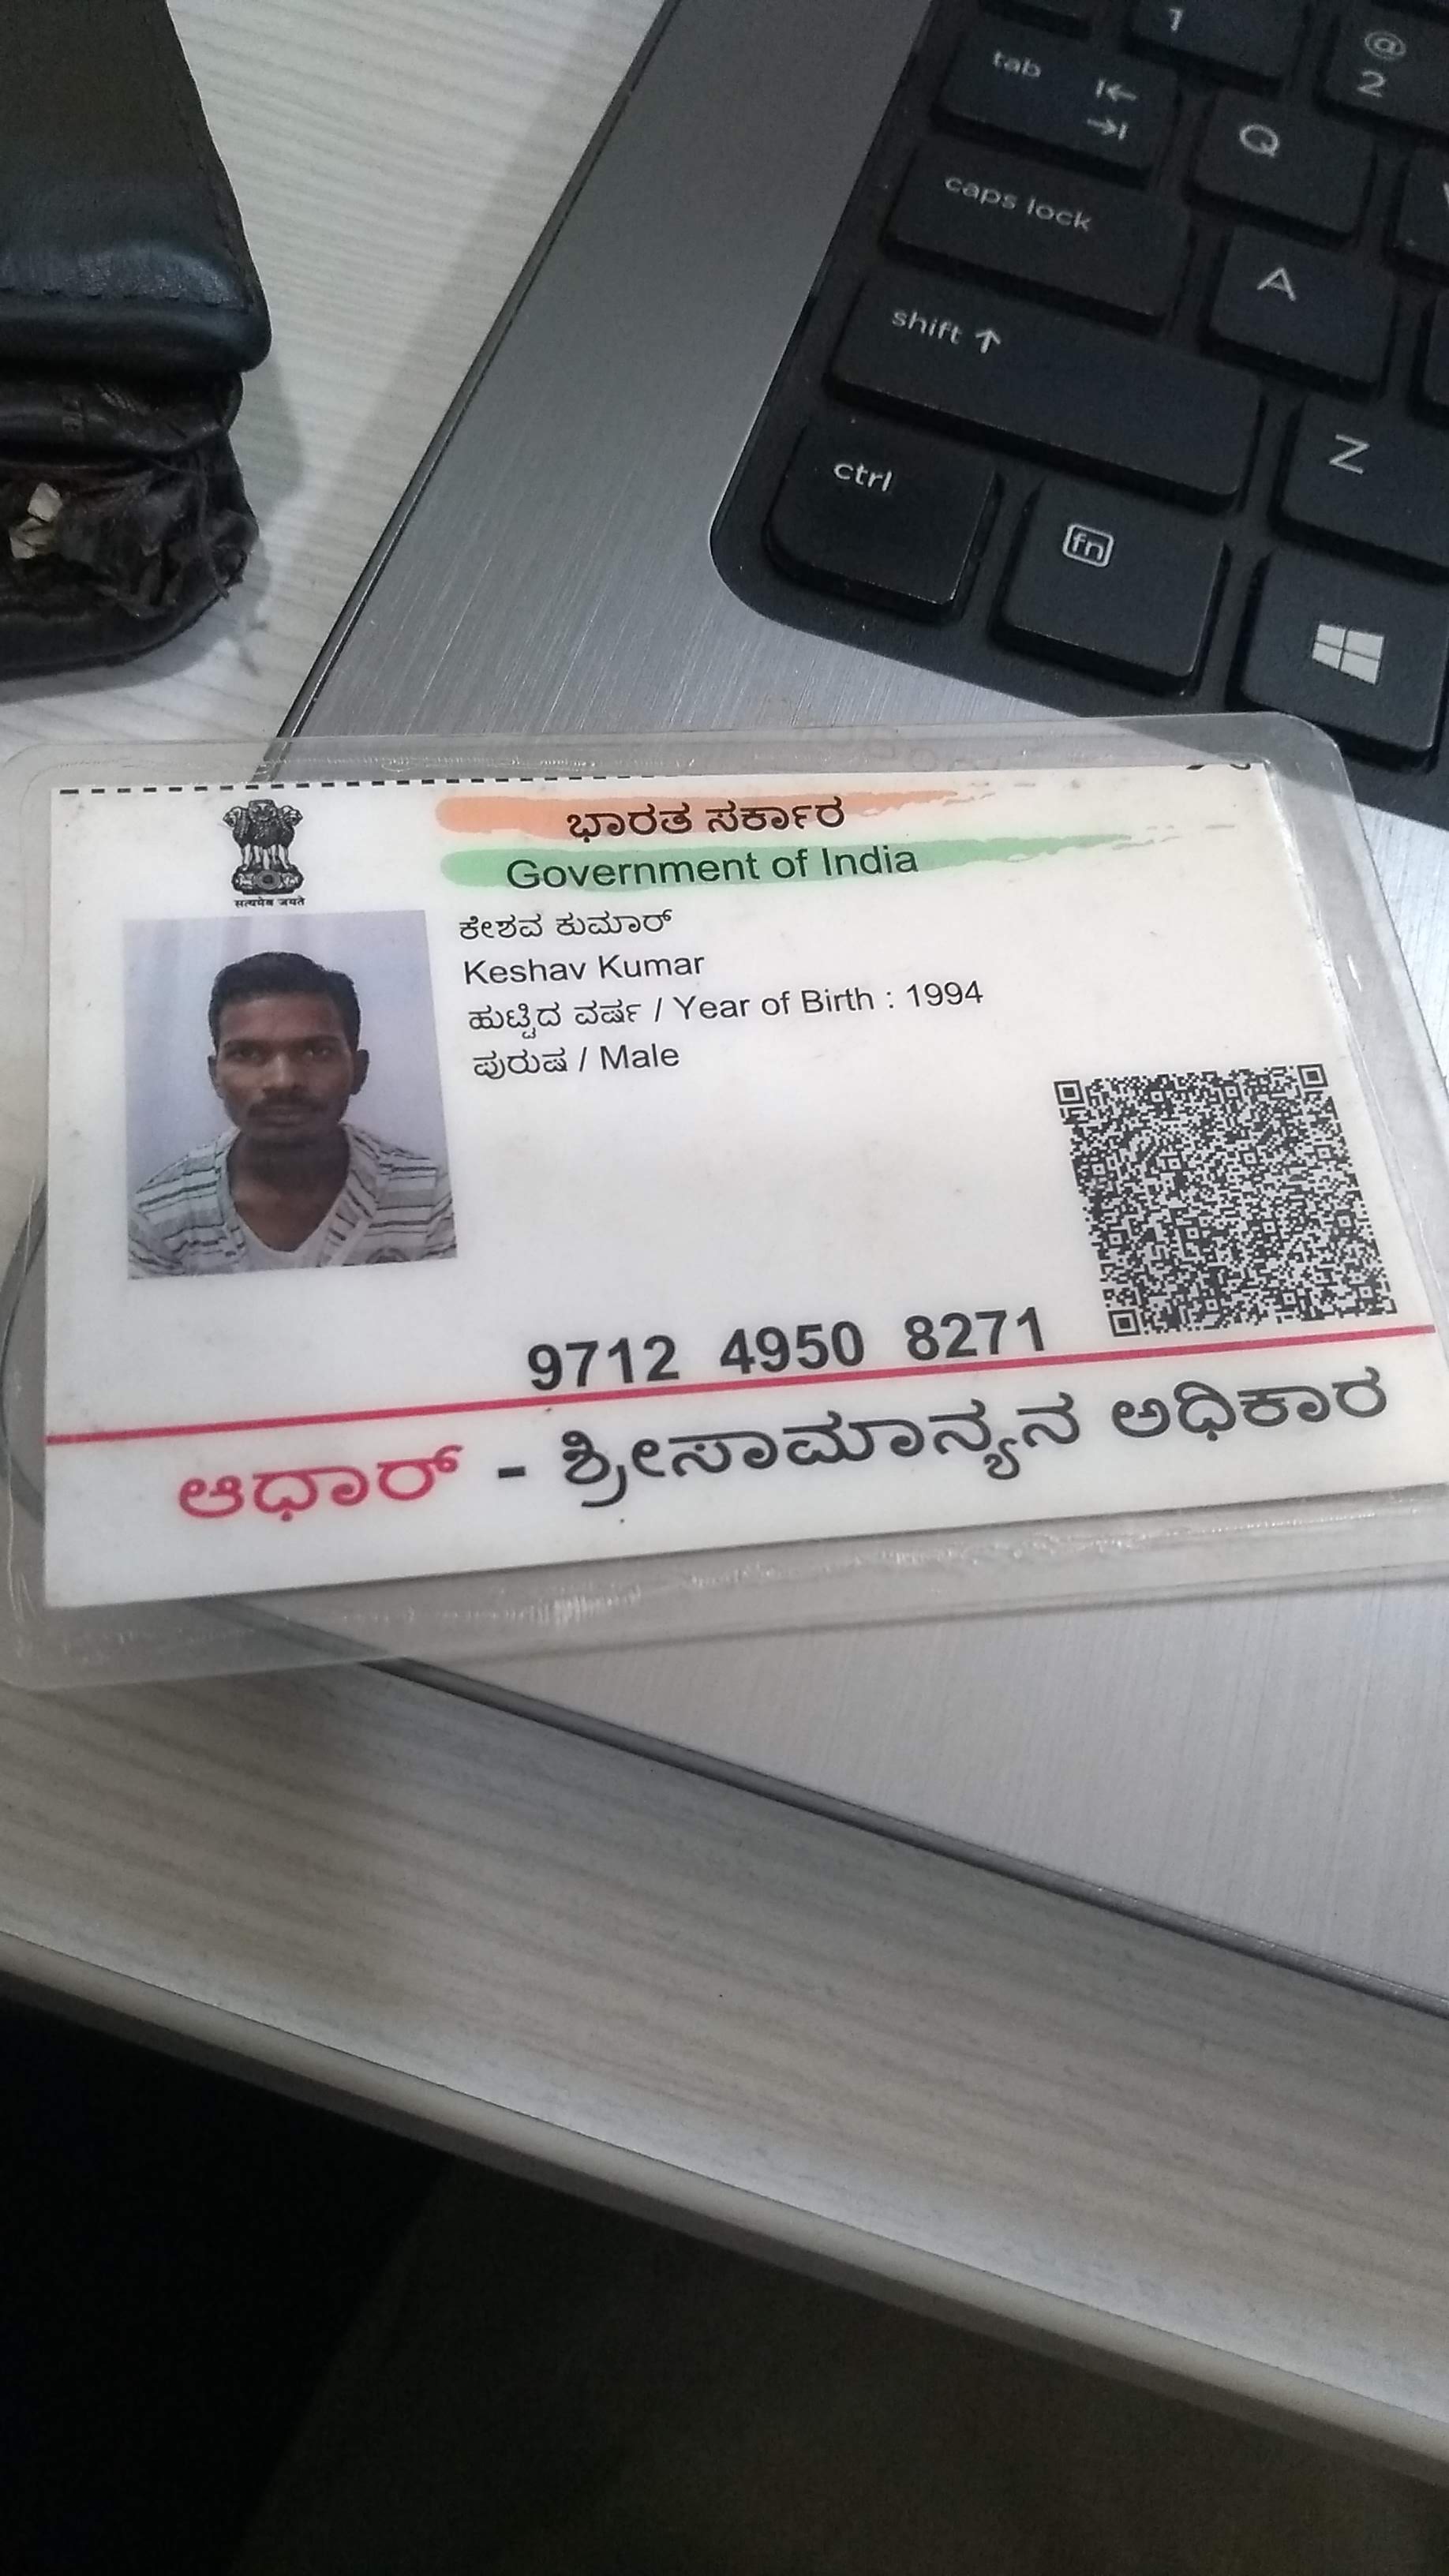 1
@
2
tab
Q
caps lock
A
shift
Z
ctrl
fn
ಭಾರತ ಸರ್ಕಾರ
Government of India
सत्यमेव जयते
ಕೇಶವ ಕುಮಾರ್
Keshav Kumar
ಹುಟ್ಟಿದ ವರ್ಷ / Year of Birth : 1994
ಪುರುಷ / Male
9712 4950 8271
ಆಧಾರ್ - ಶ್ರೀಸಾಮಾನ್ಯನ ಅಧಿಕಾರ